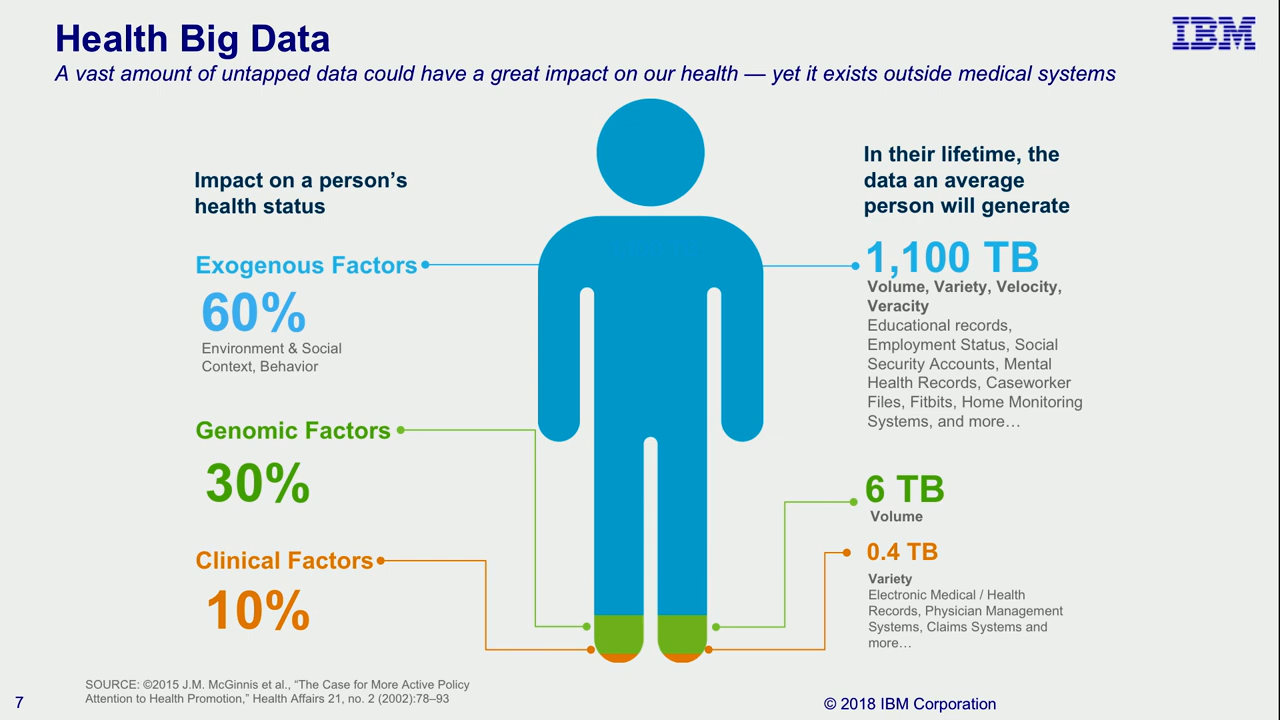 Health Big Data
IBM
A vast amount of untapped data could have a great impact on our health — yet it exists outside medical systems
Impact on a person’s
health status
Exogenous Factors
60%
Environment & Social
Context, Behavior
Genomic Factors
30%
Clinical Factors
10%
In their lifetime, the
data an average
person will generate
1,100 TB
Volume, Variety, Velocity,
Veracity
Educational records,
Employment Status, Social
Security Accounts, Mental
Health Records, Caseworker
Files, Fitbits, Home Monitoring
Systems, and more…
6 TB
Volume
0.4 TB
Variety
Electronic Medical / Health
Records, Physician Management
Systems, Claims Systems and
more…
SOURCE: ©2015 J.M. McGinnis et al., “The Case for More Active Policy
Attention to Health Promotion,” Health Affairs 21, no. 2 (2002):78–93
7
© 2018 IBM Corporation